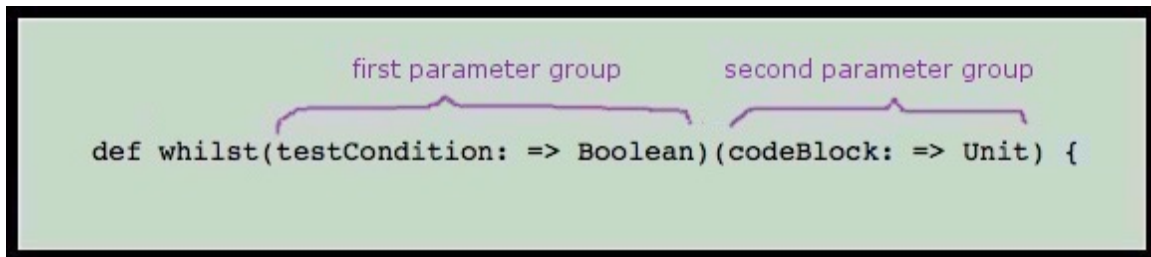 first parameter group second parameter group
def whilst(testCondition: => Boolean)(codeBlock: => Unit) {